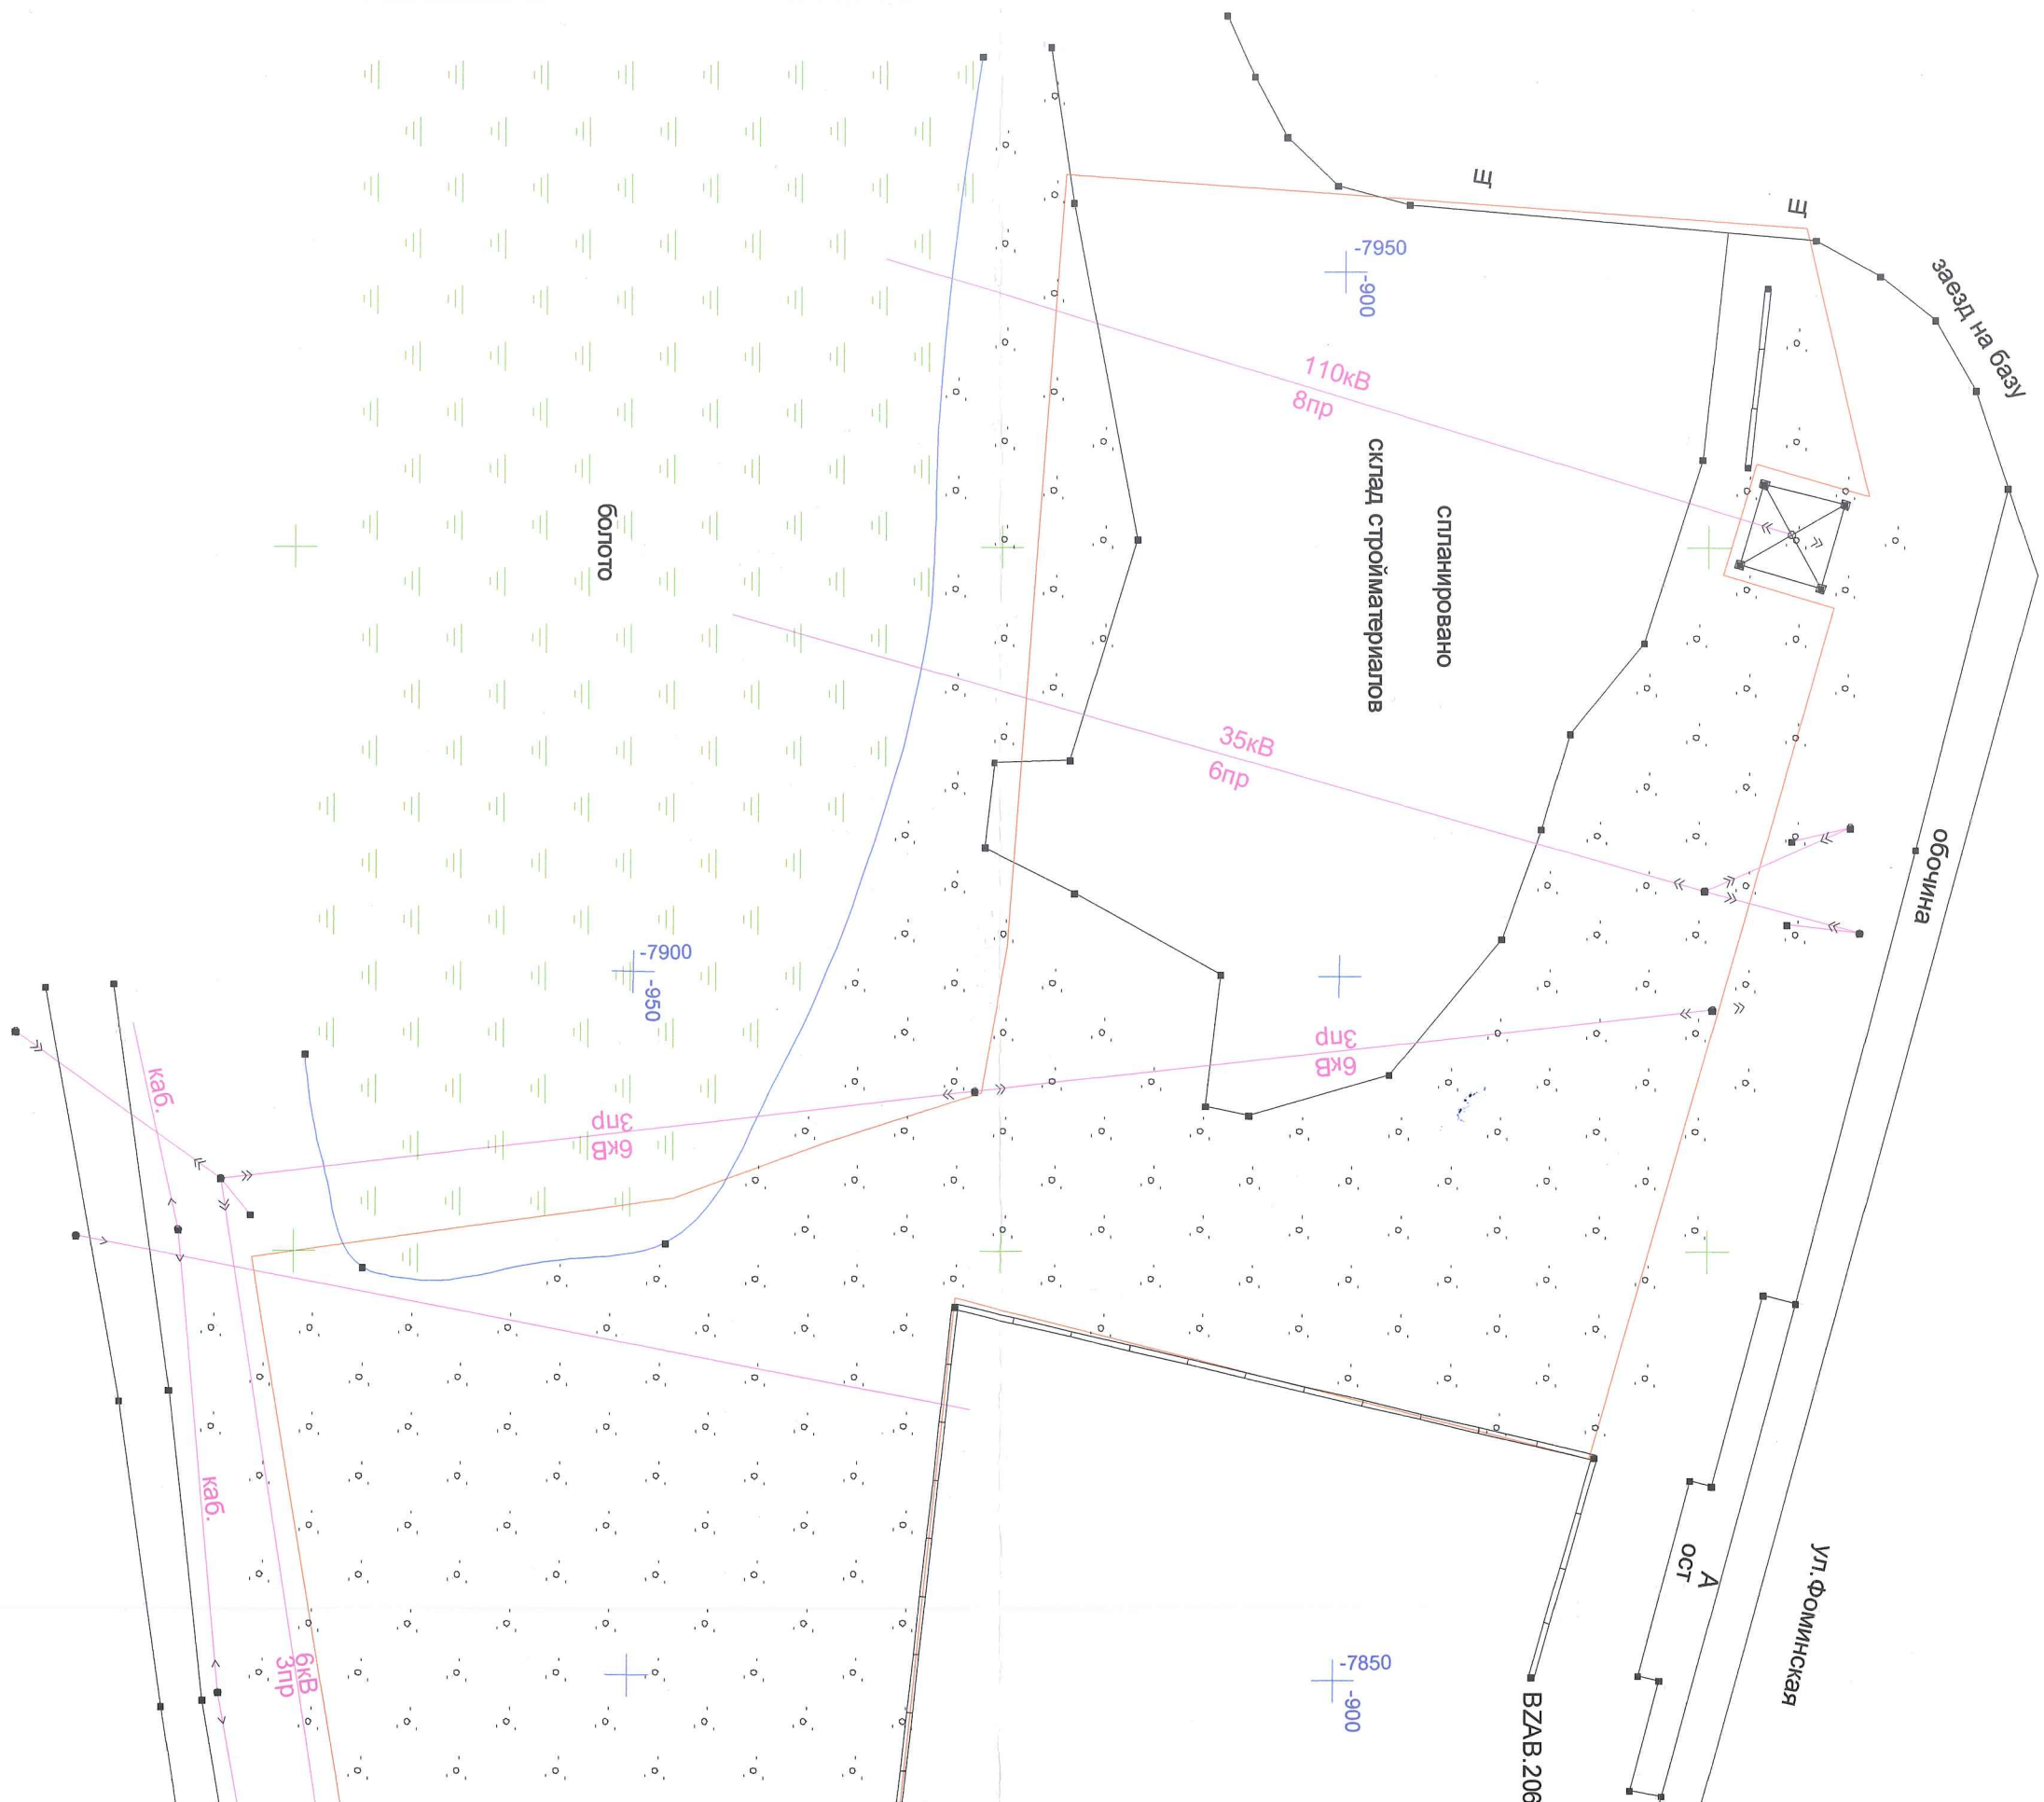 Щ
Щ
-7950
-900
заезд на базу
110кВ
8пр
склад стройматериалов
спланировано
болото
35кВ
6пр
обочина
-7900
-950
3пр
6кВ
каб.
3пр
6кВ
каб.
А
ост
ул.Фоминская
6кВ
3пр
-7850
-900
BZAB.206